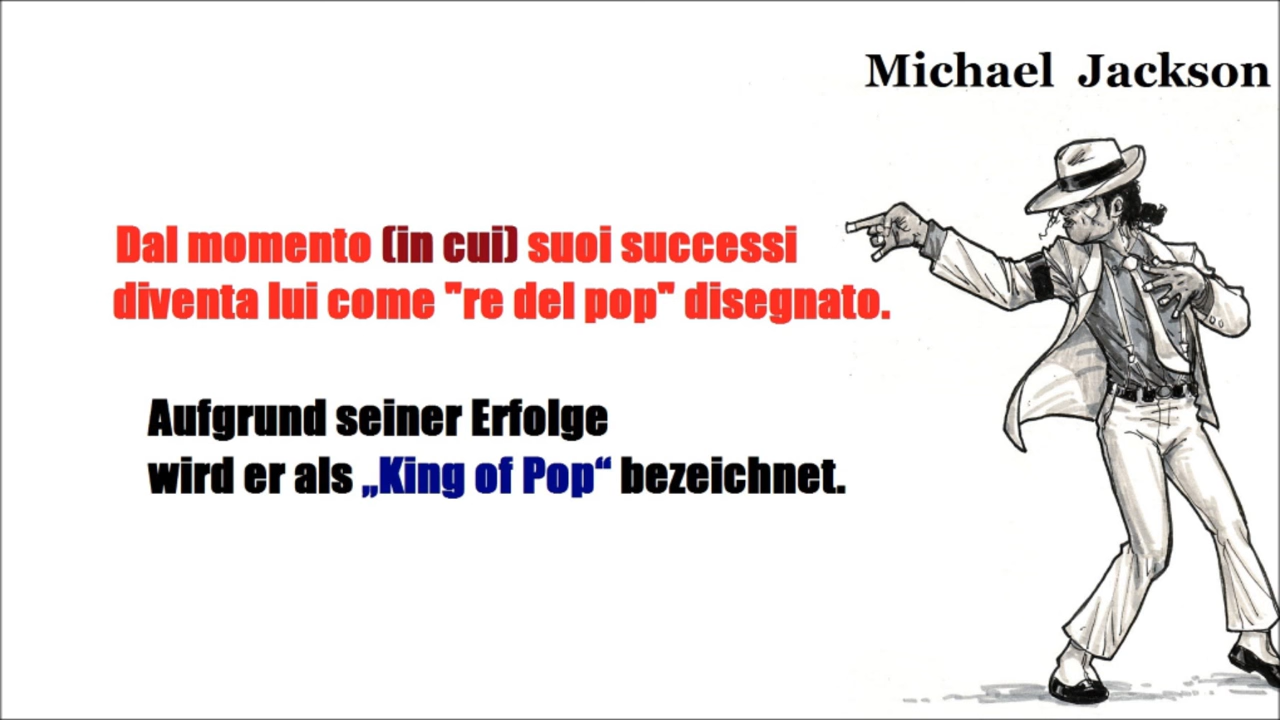 Michael Jackson
Dal momento (in cui) suoi successi
diventa lui come "re del pop" disegnato.
Aufgrund seiner Erfolge
wird er als „King of Pop“ bezeichnet.